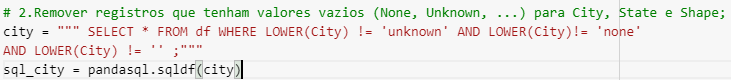 # 2.Remover registros que tenham valores vazios (None, Unknown, ...) para City, State e Shape;
city = """ SELECT * FROM df WHERE LOWER(City) != 'unknown' AND LOWER(City)!= 'none'
AND LOWER(City) != '' ;"""
sql_city = pandasql.sqldf(city)